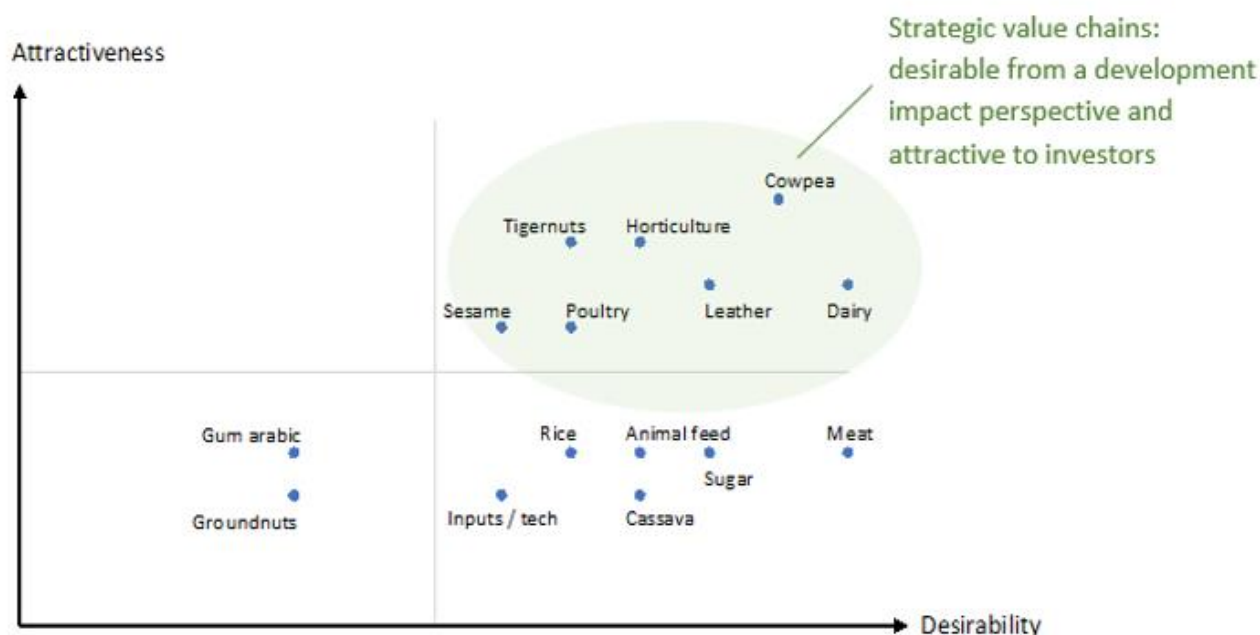 Strategic value chains:
desirable from a development
impact perspective and
attractive to investors
Attractiveness
Cowpea
Tigernuts
Horticulture
Sesame
Poultry
Leather
Dairy
Gum arabic
Rice
Animal feed
Meat
Sugar
Groundnuts
Inputs / tech
Cassava
Desirability